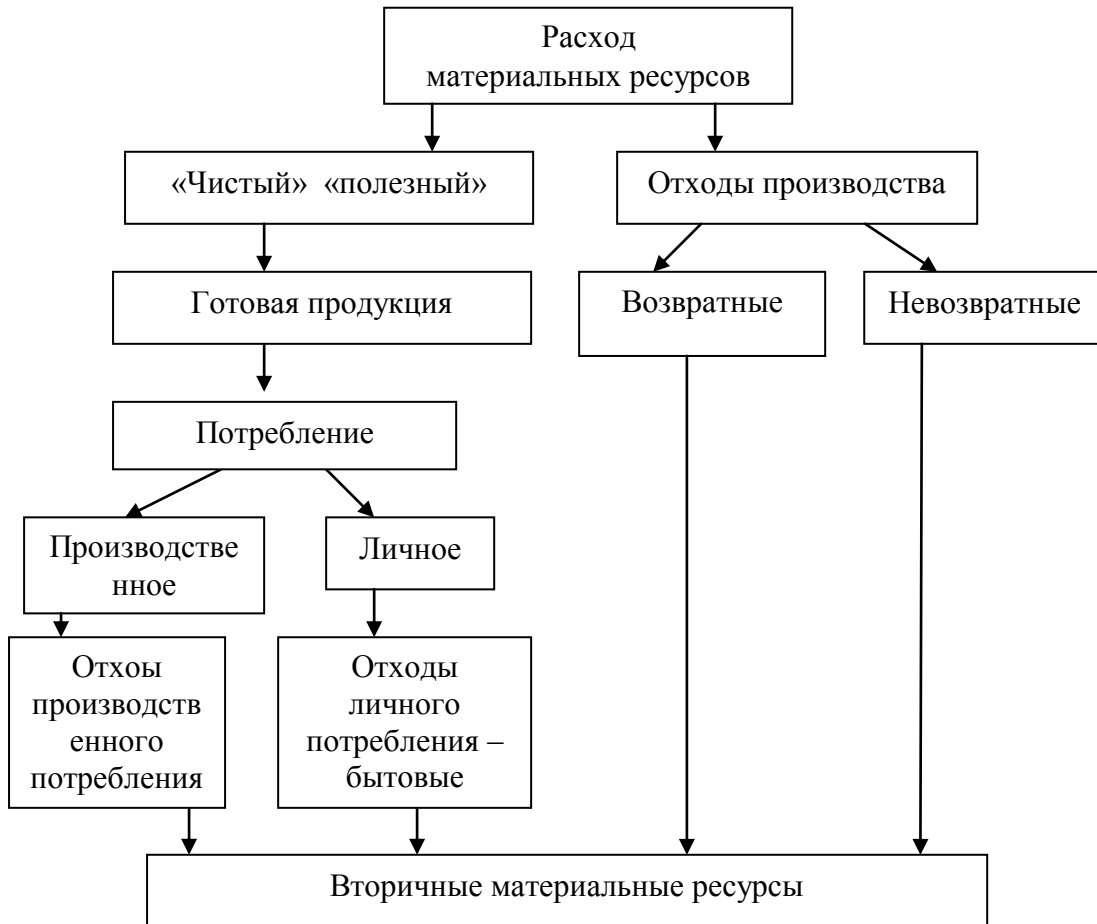 Расход
материальных ресурсов
«Чистый» «полезный»
Отходы производства
Готовая продукция
Возвратные
Невозвратные
Потребление
Производстве
нное
Личное
Отхоы
производств
енного
потребления
Отходы
личного
потребления –
бытовые
Вторичные материальные ресурсы